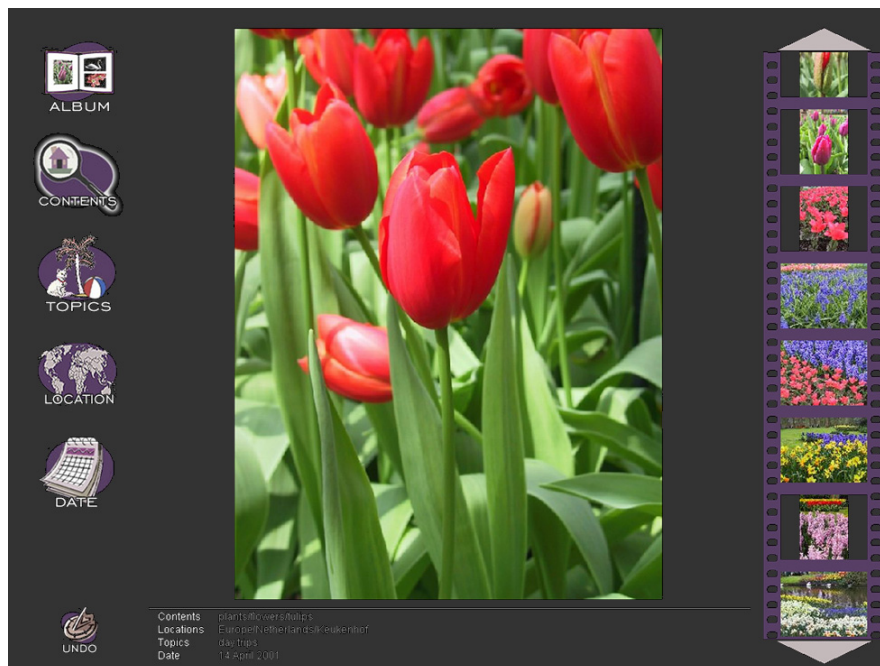 ALBUM
CONTENTS
TOPICS
LOCATION
DATE
UNDO
Contents plants/flowers/tulips
Locations Europe/Netherlands/Keukenhof
Topics day trips
Date 14 April 2001